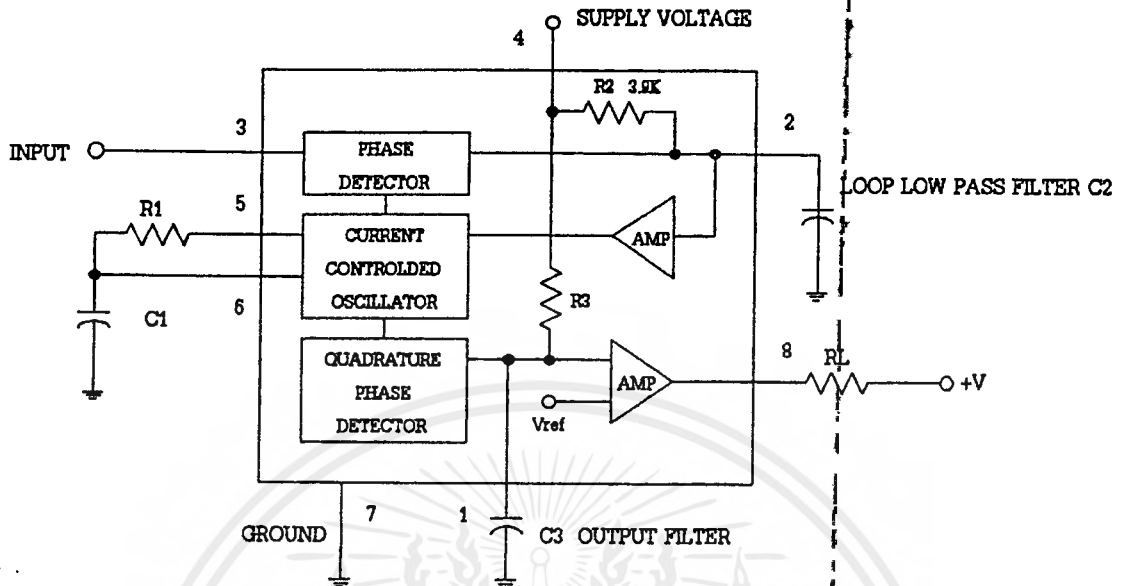 SUPPLY VOLTAGE
4
R2 3.9K
3
2
INPUT
PHASE
DETECTOR
LOOP LOW PASS FILTER C2
R1
5
CURRENT
CONTROLDED
OSCILLATOR
AMP
6
C1
R3
QUADRATURE
PHASE
DETECTOR
AMP
8
RL
+V
Vref
7
1
GROUND
C3 OUTPUT FILTER